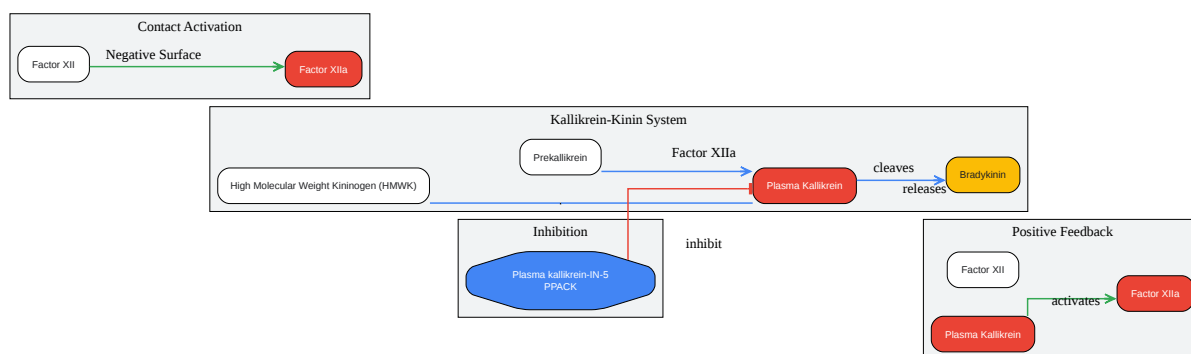 Contact Activation
Factor XII
Negative Surface
Factor XIIa
Kallikrein-Kinin System
Prekallikrein
Factor XIIa
High Molecular Weight Kininogen (HMWK)
Plasma Kallikrein
cleaves
releases
Bradykinin
Inhibition
Plasma kallikrein-IN-5
PPACK
inhibit
Positive Feedback
Factor XII
Plasma Kallikrein
activates
Factor XIIa